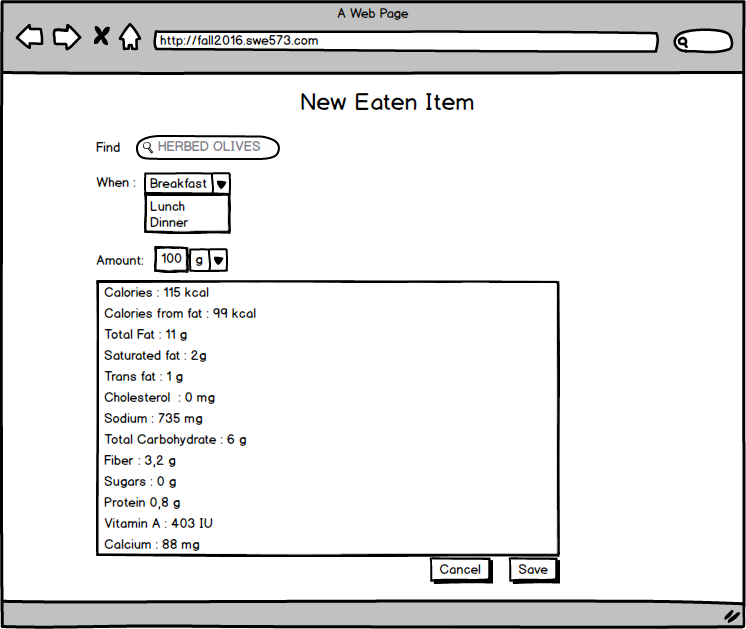 A Web Page
http://fall2016.swe573.com
New Eaten Item
Find HERBED OLIVES
When : Breakfast
Lunch
Dinner
Amount: 100 g
Calories : 115 kcal
Calories from fat : 99 kcal
Total Fat : 11 g
Saturated fat : 2g
Trans fat : 1 g
Cholesterol : 0 mg
Sodium : 735 mg
Total Carbohydrate : 6 g
Fiber : 3,2 g
Sugars : 0 g
Protein 0,8 g
Vitamin A : 403 IU
Calcium : 88 mg
Cancel Save